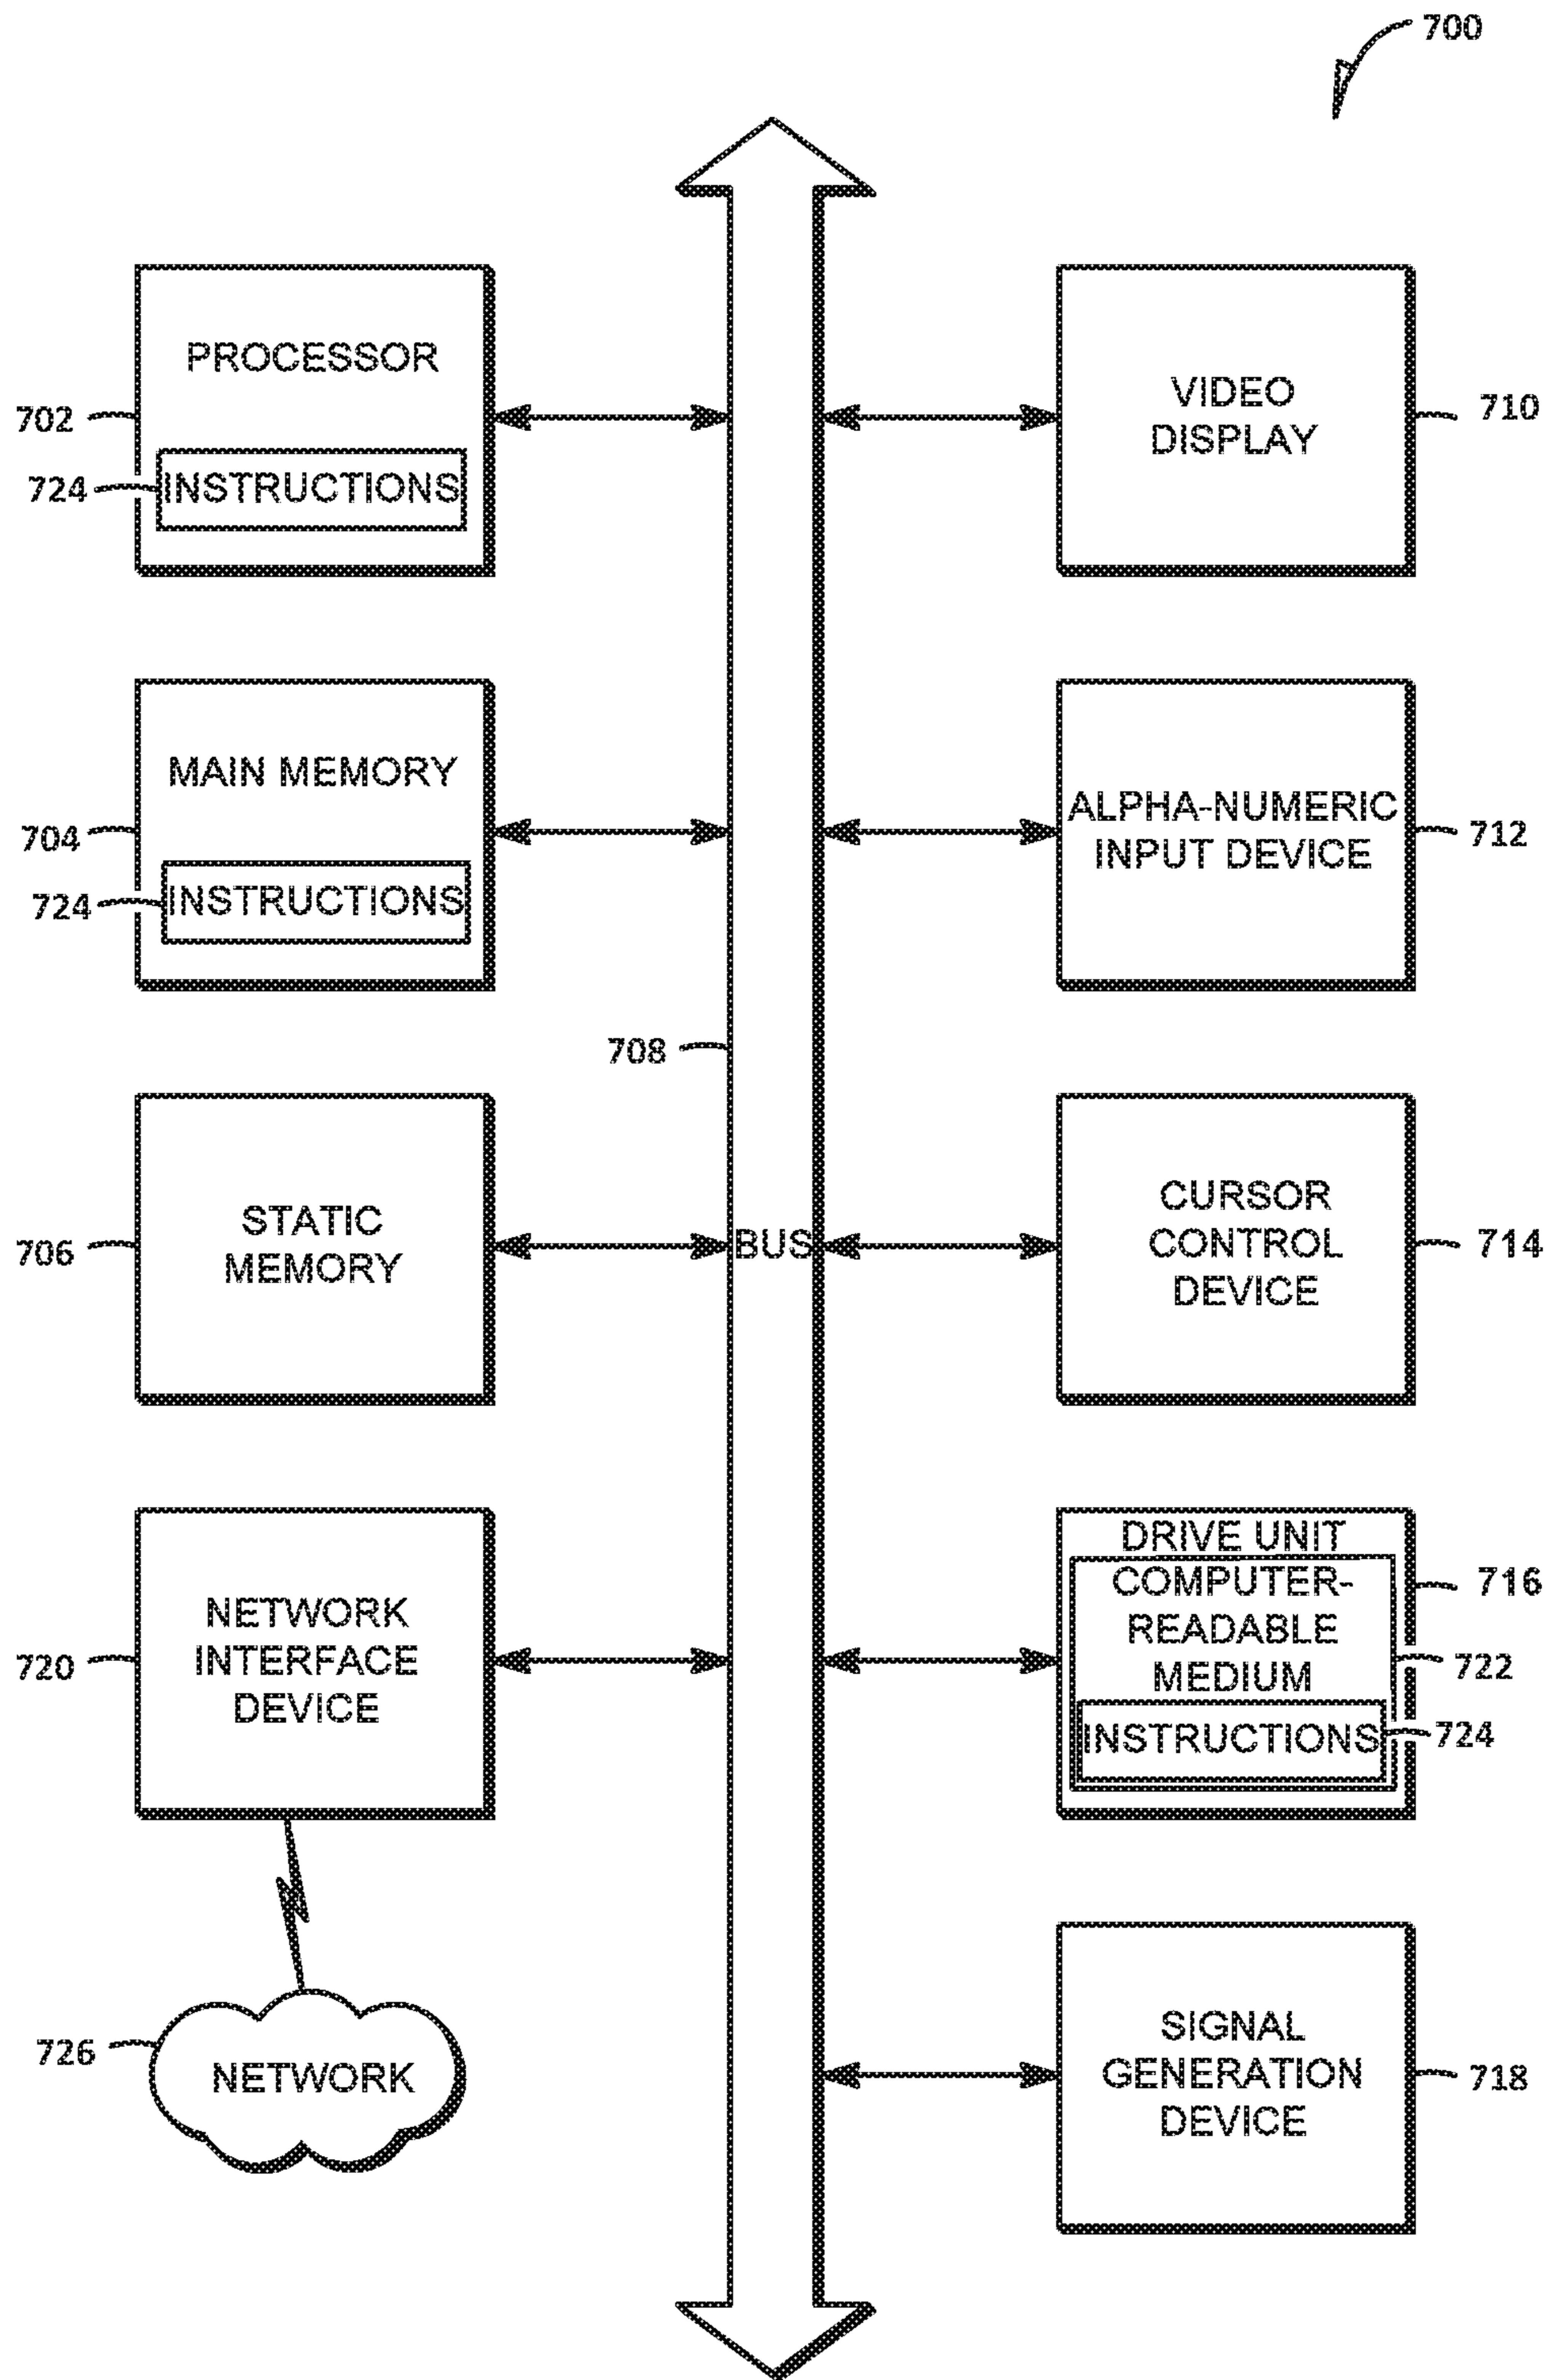 700
PROCESSOR
702
724
INSTRUCTIONS
VIDEO
DISPLAY
710
MAIN MEMORY
704
724
INSTRUCTIONS
ALPHA-NUMERIC
INPUT DEVICE
712
708
STATIC
MEMORY
706
BUS
CURSOR
CONTROL
DEVICE
714
NETWORK
INTERFACE
DEVICE
720
DRIVE UNIT
COMPUTER-
READABLE
MEDIUM
INSTRUCTIONS
716
722
724
726
NETWORK
SIGNAL
GENERATION
DEVICE
718